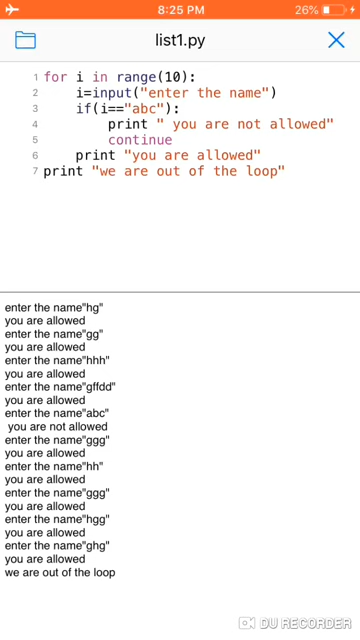 8:25 PM
26%
list1.py
1 for i in range(10):
2     i=input("enter the name")
3     if(i=="abc"):
4         print " you are not allowed"
5         continue
6     print "you are allowed"
7 print "we are out of the loop"
enter the name"hg"
you are allowed
enter the name"gg"
you are allowed
enter the name"hhh"
you are allowed
enter the name"gffdd"
you are allowed
enter the name"abc"
 you are not allowed
enter the name"ggg"
you are allowed
enter the name"hh"
you are allowed
enter the name"ggg"
you are allowed
enter the name"hgg"
you are allowed
enter the name"ghg"
you are allowed
we are out of the loop
DU RECORDER